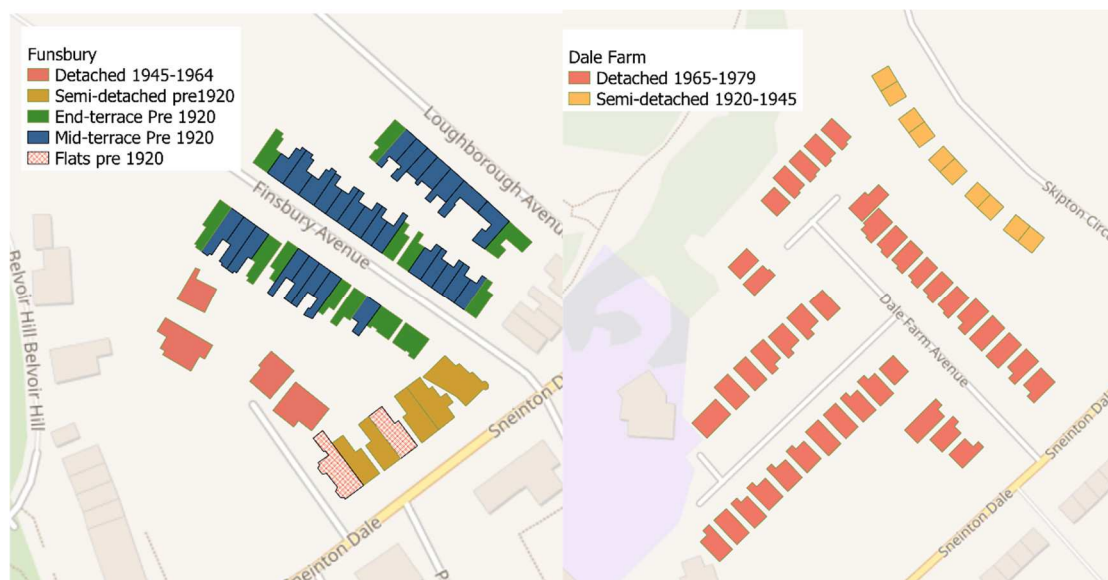 Funsbury
Detached 1945-1964
Semi-detached pre1920
End-terrace Pre 1920
Mid-terrace Pre 1920
Flats pre 1920
Loughborough Avenue
Finsbury Avenue
Belvoir Hill Belvoir Hill
Sneinton D
Sneinton Dale
P
Dale Farm
Detached 1965-1979
Semi-detached 1920-1945
Skipton Circ
Dale Farm Avenue
Sneinton Dal
Sneinton Dale